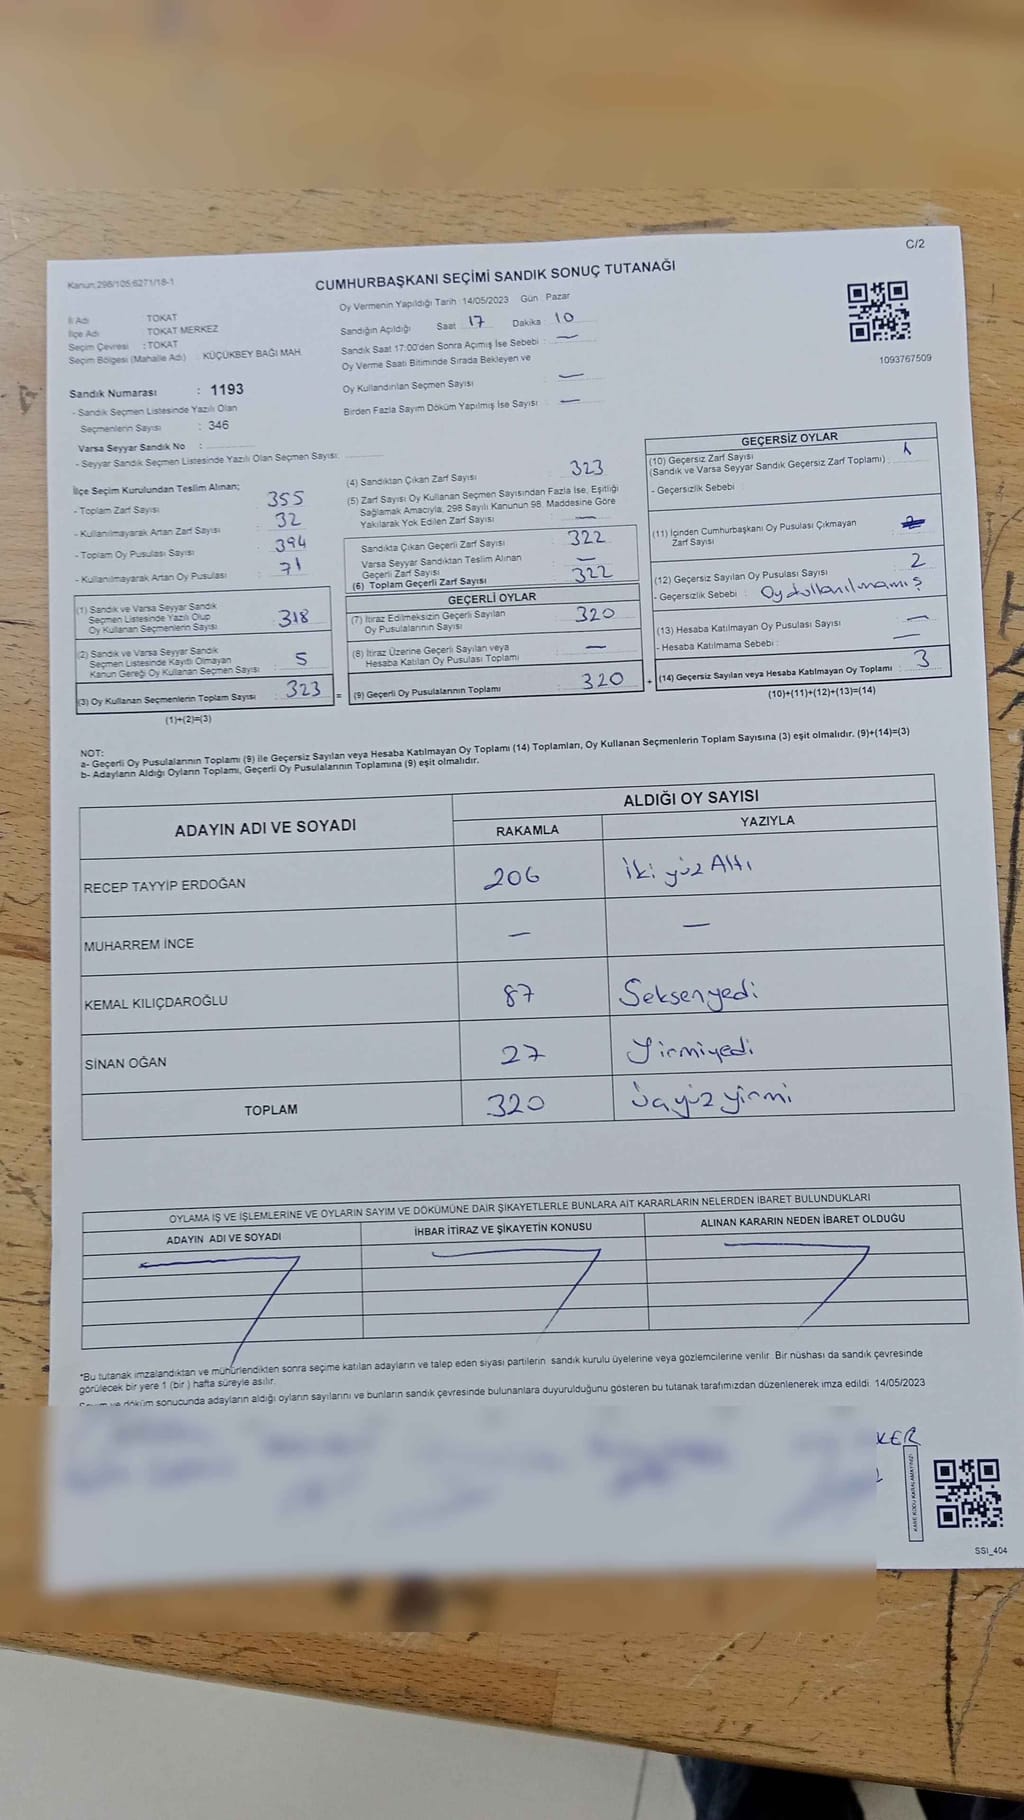 C/2
Kanun:298/105,6271/18-1
CUMHURBAŞKANI SEÇİMİ SANDIK SONUÇ TUTANAĞI
Oy Vermenin Yapıldığı Tarih : 14/05/2023 Gün : Pazar
İl Adı : TOKAT
İlçe Adı : TOKAT MERKEZ
Seçim Çevresi : TOKAT
Seçim Bölgesi (Mahalle Adı) : KÜÇÜKBEY BAĞI MAH.
Sandığın Açıldığı Saat : 17 Dakika : 10
Sandık Saat 17:00'den Sonra Açımış İse Sebebi : —
Oy Verme Saati Bitiminde Sırada Bekleyen ve
Oy Kullandırılan Seçmen Sayısı : —
Birden Fazla Sayım Döküm Yapılmış İse Sayısı : —
1093767509
Sandık Numarası : 1193
- Sandık Seçmen Listesinde Yazılı Olan
Seçmenlerin Sayısı : 346
Varsa Seyyar Sandık No :
- Seyyar Sandık Seçmen Listesinde Yazılı Olan Seçmen Sayısı:
İlçe Seçim Kurulundan Teslim Alınan;
- Toplam Zarf Sayısı : 355
- Kullanılmayarak Artan Zarf Sayısı : 32
- Toplam Oy Pusulası Sayısı : 394
- Kullanılmayarak Artan Oy Pusulası : 71
(1) Sandık ve Varsa Seyyar Sandık
Seçmen Listesinde Yazılı Olup
Oy Kullanan Seçmenlerin Sayısı : 318
(2) Sandık ve Varsa Seyyar Sandık
Seçmen Listesinde Kayıtlı Olmayan
Kanun Gereği Oy Kullanan Seçmen Sayısı : 5
(3) Oy Kullanan Seçmenlerin Toplam Sayısı : 323
(1)+(2)=(3)
(4) Sandıktan Çıkan Zarf Sayısı : 323
(5) Zarf Sayısı Oy Kullanan Seçmen Sayısından Fazla İse, Eşitliği
Sağlamak Amacıyla, 298 Sayılı Kanunun 98. Maddesine Göre
Yakılarak Yok Edilen Zarf Sayısı : —
Sandıkta Çıkan Geçerli Zarf Sayısı : 322
Varsa Seyyar Sandıktan Teslim Alınan
Geçerli Zarf Sayısı : —
(6) Toplam Geçerli Zarf Sayısı : 322
GEÇERLİ OYLAR
(7) İtiraz Edilmeksizin Geçerli Sayılan
Oy Pusulalarının Sayısı : 320
(8) İtiraz Üzerine Geçerli Sayılan veya
Hesaba Katılan Oy Pusulası Toplamı : —
= (9) Geçerli Oy Pusulalarının Toplamı : 320
GEÇERSİZ OYLAR
(10) Geçersiz Zarf Sayısı
(Sandık ve Varsa Seyyar Sandık Geçersiz Zarf Toplamı) : 1
- Geçersizlik Sebebi :
(11) İçinden Cumhurbaşkanı Oy Pusulası Çıkmayan
Zarf Sayısı :
(12) Geçersiz Sayılan Oy Pusulası Sayısı : 2
- Geçersizlik Sebebi : Oy kullanılmamış
(13) Hesaba Katılmayan Oy Pusulası Sayısı : —
- Hesaba Katılmama Sebebi : —
+ (14) Geçersiz Sayılan veya Hesaba Katılmayan Oy Toplamı : 3
(10)+(11)+(12)+(13)=(14)
NOT:
a- Geçerli Oy Pusulalarının Toplamı (9) ile Geçersiz Sayılan veya Hesaba Katılmayan Oy Toplamı (14) Toplamları, Oy Kullanan Seçmenlerin Toplam Sayısına (3) eşit olmalıdır. (9)+(14)=(3)
b- Adayların Aldığı Oyların Toplamı, Geçerli Oy Pusulalarının Toplamına (9) eşit olmalıdır.
ADAYIN ADI VE SOYADI ALDIĞI OY SAYISI
RAKAMLA YAZIYLA
RECEP TAYYİP ERDOĞAN 206 İki yüz Altı
MUHARREM İNCE — —
KEMAL KILIÇDAROĞLU 87 Seksenyedi
SİNAN OĞAN 27 Yirmiyedi
TOPLAM 320 üçyüz yirmi
OYLAMA İŞ VE İŞLEMLERİNE VE OYLARIN SAYIM VE DÖKÜMÜNE DAİR ŞİKAYETLERLE BUNLARA AİT KARARLARIN NELERDEN İBARET BULUNDUKLARI
ADAYIN ADI VE SOYADI İHBAR İTİRAZ VE ŞİKAYETİN KONUSU ALINAN KARARIN NEDEN İBARET OLDUĞU
*Bu tutanak imzalandıktan ve mühürlendikten sonra seçime katılan adayların ve talep eden siyasi partilerin sandık kurulu üyelerine veya gözlemcilerine verilir. Bir nüshası da sandık çevresinde
görülecek bir yere 1 (bir) hafta süreyle asılır.
Sayım ve döküm sonucunda adayların aldığı oyların sayılarını ve bunların sandık çevresinde bulunanlara duyurulduğunu gösteren bu tutanak tarafımızdan düzenlenerek imza edildi. 14/05/2023
KER
KARE KODU KARALAMAYINIZ!
SSI_404